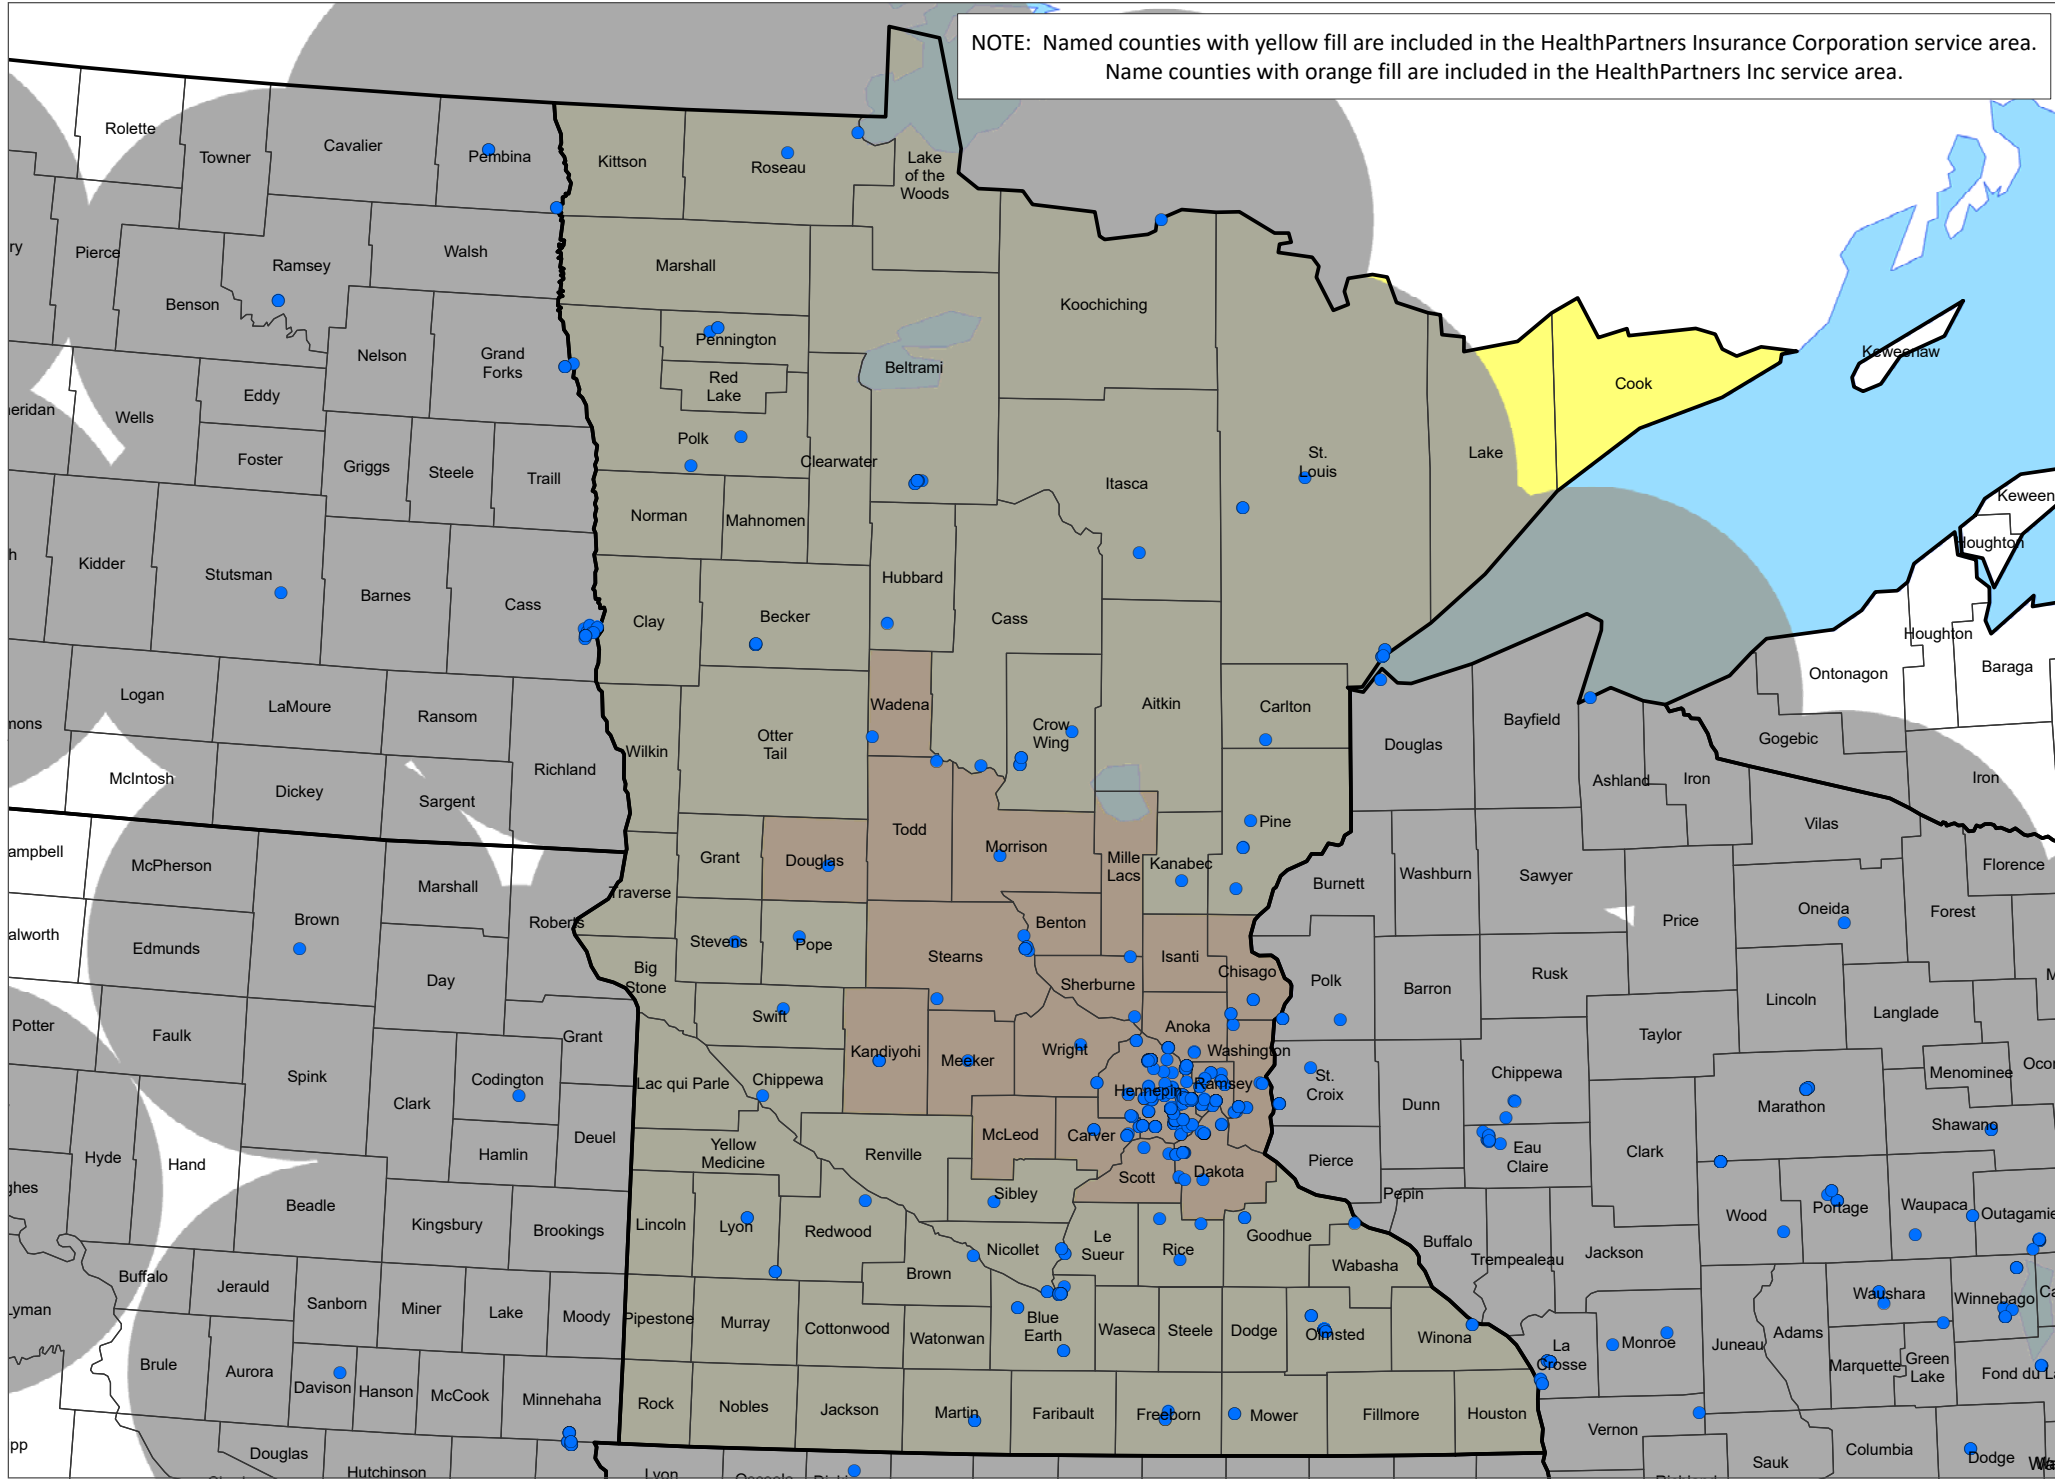 NOTE: Named counties with yellow fill are included in the HealthPartners Insurance Corporation service area.
Name counties with orange fill are included in the HealthPartners Inc service area.
Rolette
Towner
Cavalier
Pembina
Kittson
Roseau
Lake
of the
Woods
ry
Pierce
Ramsey
Walsh
Marshall
Benson
Koochiching
Nelson
Grand
Forks
Pennington
Red
Lake
Beltrami
Keweenaw
Cook
eridan
Wells
Eddy
Polk
Clearwater
St.
Louis
Lake
Foster
Griggs
Steele
Traill
Itasca
Norman
Mahnomen
Keween
Houghton
h
Kidder
Stutsman
Barnes
Cass
Clay
Becker
Hubbard
Cass
Houghton
Baraga
Ontonagon
mons
Logan
LaMoure
Ransom
Wadena
Aitkin
Carlton
Bayfield
Wilkin
Otter
Tail
Crow
Wing
Douglas
Gogebic
McIntosh
Dickey
Sargent
Richland
Ashland
Iron
Iron
ampbell
McPherson
Marshall
Grant
Douglas
Todd
Morrison
Mille
Lacs
Kanabec
Pine
Vilas
Burnett
Washburn
Sawyer
Florence
Traverse
alworth
Edmunds
Brown
Roberts
Stevens
Pope
Benton
Price
Oneida
Forest
Day
Big
Stone
Stearns
Isanti
Chisago
Sherburne
Polk
Barron
Rusk
Lincoln
Langlade
M
Potter
Faulk
Grant
Swift
Anoka
Taylor
Spink
Codington
Kandiyohi
Meeker
Wright
Washington
Lac qui Parle
Chippewa
Hennepin
Ramsey
St.
Croix
Dunn
Chippewa
Menominee
Oco
Marathon
Clark
Shawano
Hyde
Hand
Hamlin
Deuel
Yellow
Medicine
Renville
McLeod
Carver
Scott
Dakota
Pierce
Eau
Claire
Clark
ghes
Beadle
Kingsbury
Brookings
Lincoln
Lyon
Redwood
Sibley
Pepin
Wood
Portage
Waupaca
Outagamie
Nicollet
Le
Sueur
Rice
Goodhue
Buffalo
Trempealeau
Jackson
Wabasha
Buffalo
Jerauld
Sanborn
Miner
Lake
Moody
Brown
Lyman
Pipestone
Murray
Cottonwood
Watonwan
Blue
Earth
Waseca
Steele
Dodge
Olmsted
Winona
La
Crosse
Monroe
Juneau
Adams
Waushara
Winnebago
Ca
Brule
Aurora
Davison
Hanson
McCook
Minnehaha
Marquette
Green
Lake
Fond du La
Rock
Nobles
Jackson
Martin
Faribault
Freeborn
Mower
Fillmore
Houston
Vernon
pp
Douglas
Hutchinson
Lyon
Sauk
Columbia
Dodge